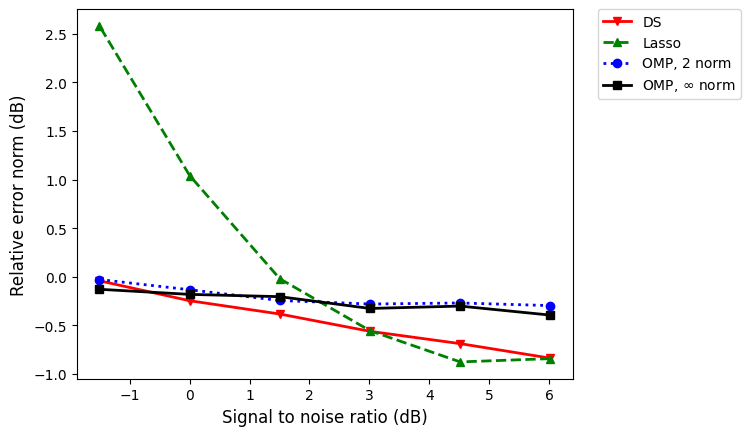 DS
Lasso
OMP, 2 norm
OMP, ∞ norm
2.5
2.0
1.5
1.0
0.5
0.0
−0.5
−1.0
Relative error norm (dB)
−1 0 1 2 3 4 5 6
Signal to noise ratio (dB)